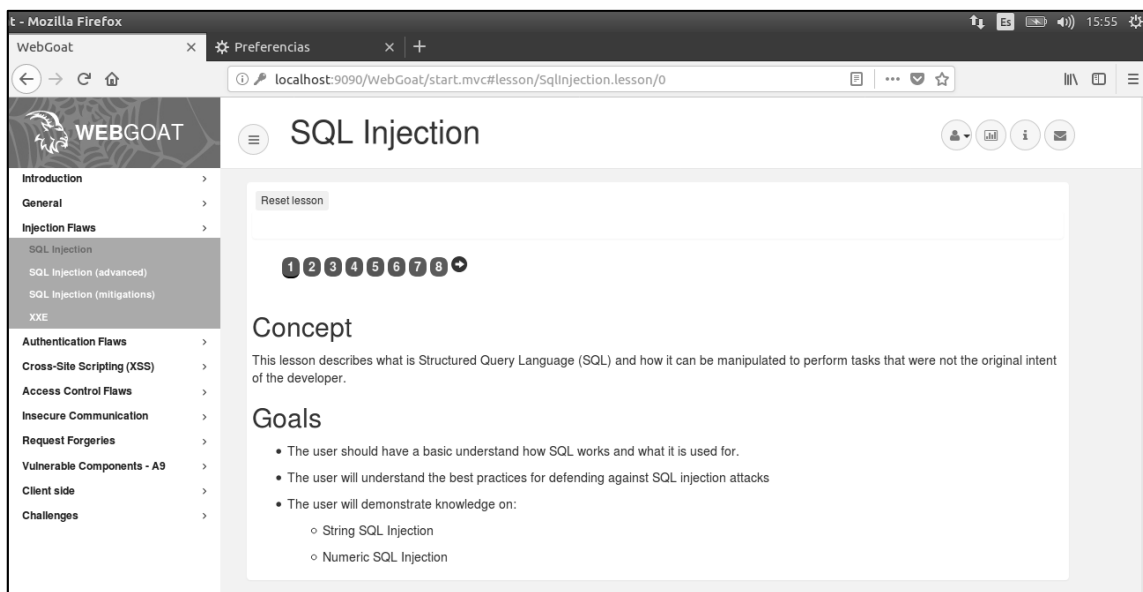 t - Mozilla Firefox
Es
15:55
WebGoat
Preferencias
localhost:9090/WebGoat/start.mvc#lesson/SqlInjection.lesson/0
WEBGOAT
SQL Injection
Introduction
General
Injection Flaws
SQL Injection
SQL Injection (advanced)
SQL Injection (mitigations)
XXE
Authentication Flaws
Cross-Site Scripting (XSS)
Access Control Flaws
Insecure Communication
Request Forgeries
Vulnerable Components - A9
Client side
Challenges
Reset lesson
1 2 3 4 5 6 7 8
Concept
This lesson describes what is Structured Query Language (SQL) and how it can be manipulated to perform tasks that were not the original intent
of the developer.
Goals
• The user should have a basic understand how SQL works and what it is used for.
• The user will understand the best practices for defending against SQL injection attacks
• The user will demonstrate knowledge on:
○ String SQL Injection
○ Numeric SQL Injection